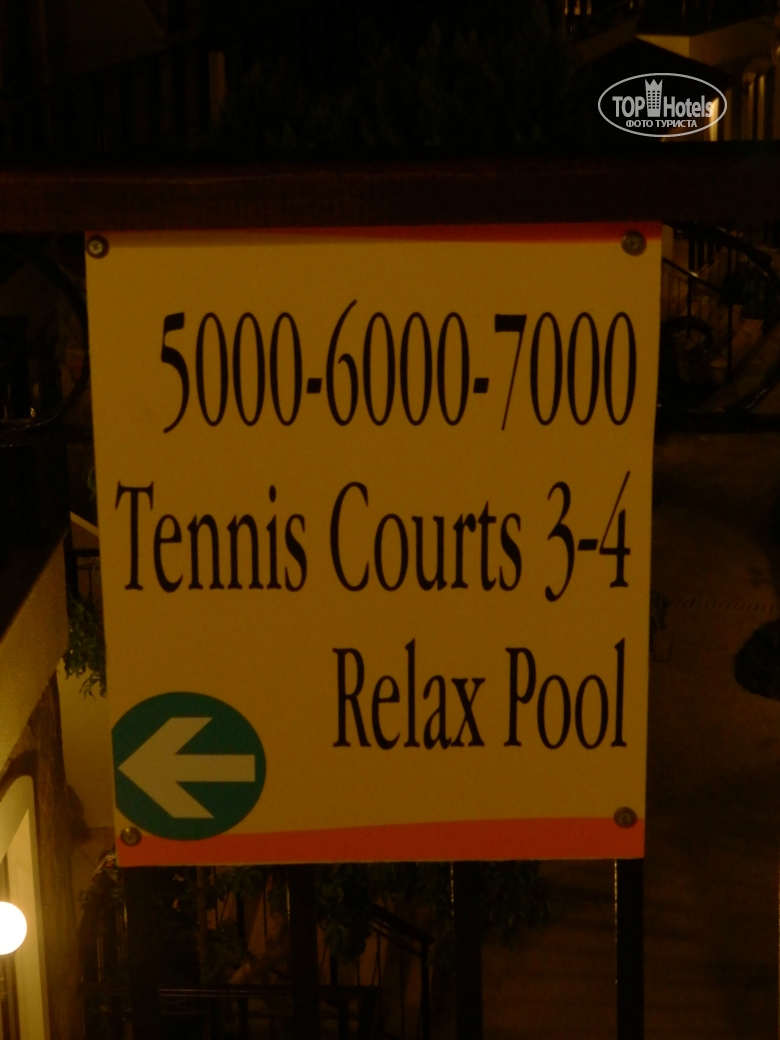 TOP Hotels
ФОТО ТУРИСТА
5000-6000-7000
Tennis Courts 3-4
Relax Pool